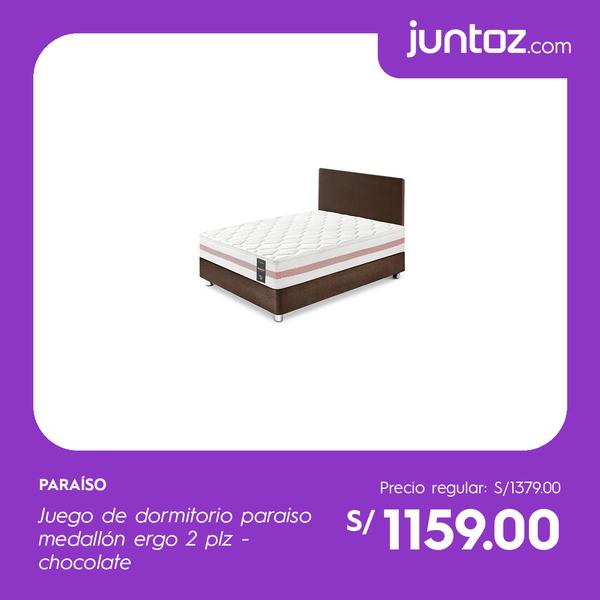 juntoz.com
PARAÍSO
Juego de dormitorio paraiso
medallón ergo 2 plz -
chocolate
Precio regular: S/1379.00
S/ 1159.00